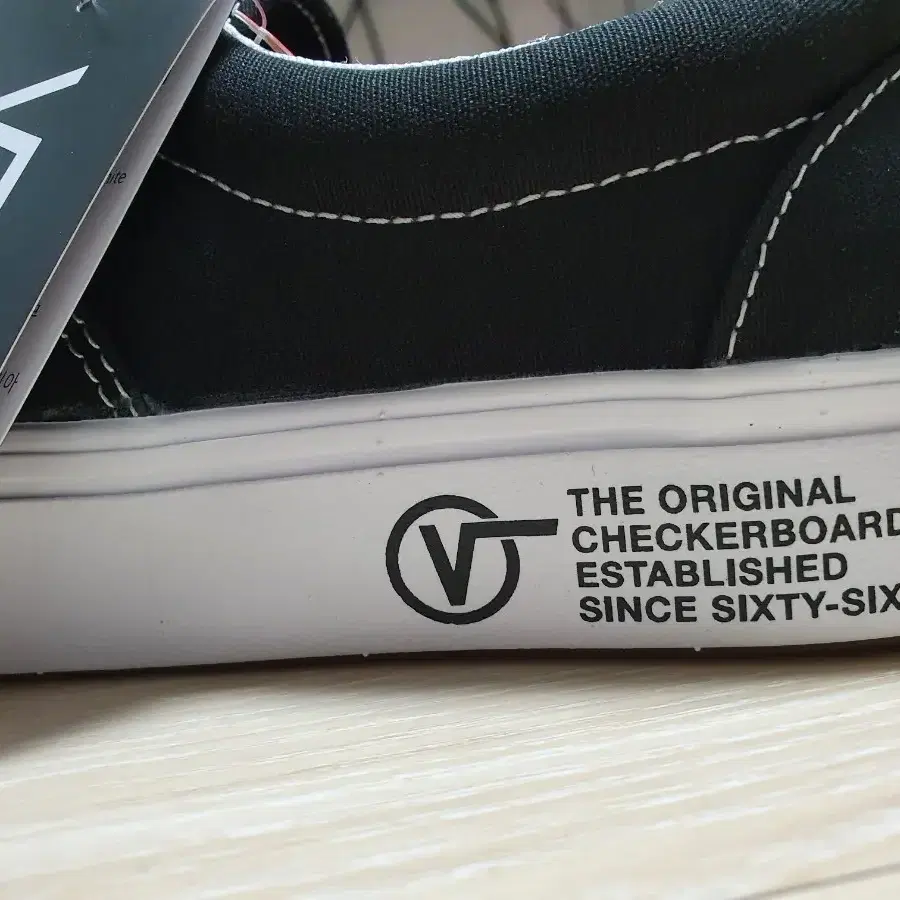 V
THE ORIGINAL
CHECKERBOARD
ESTABLISHED
SINCE SIXTY-SIX